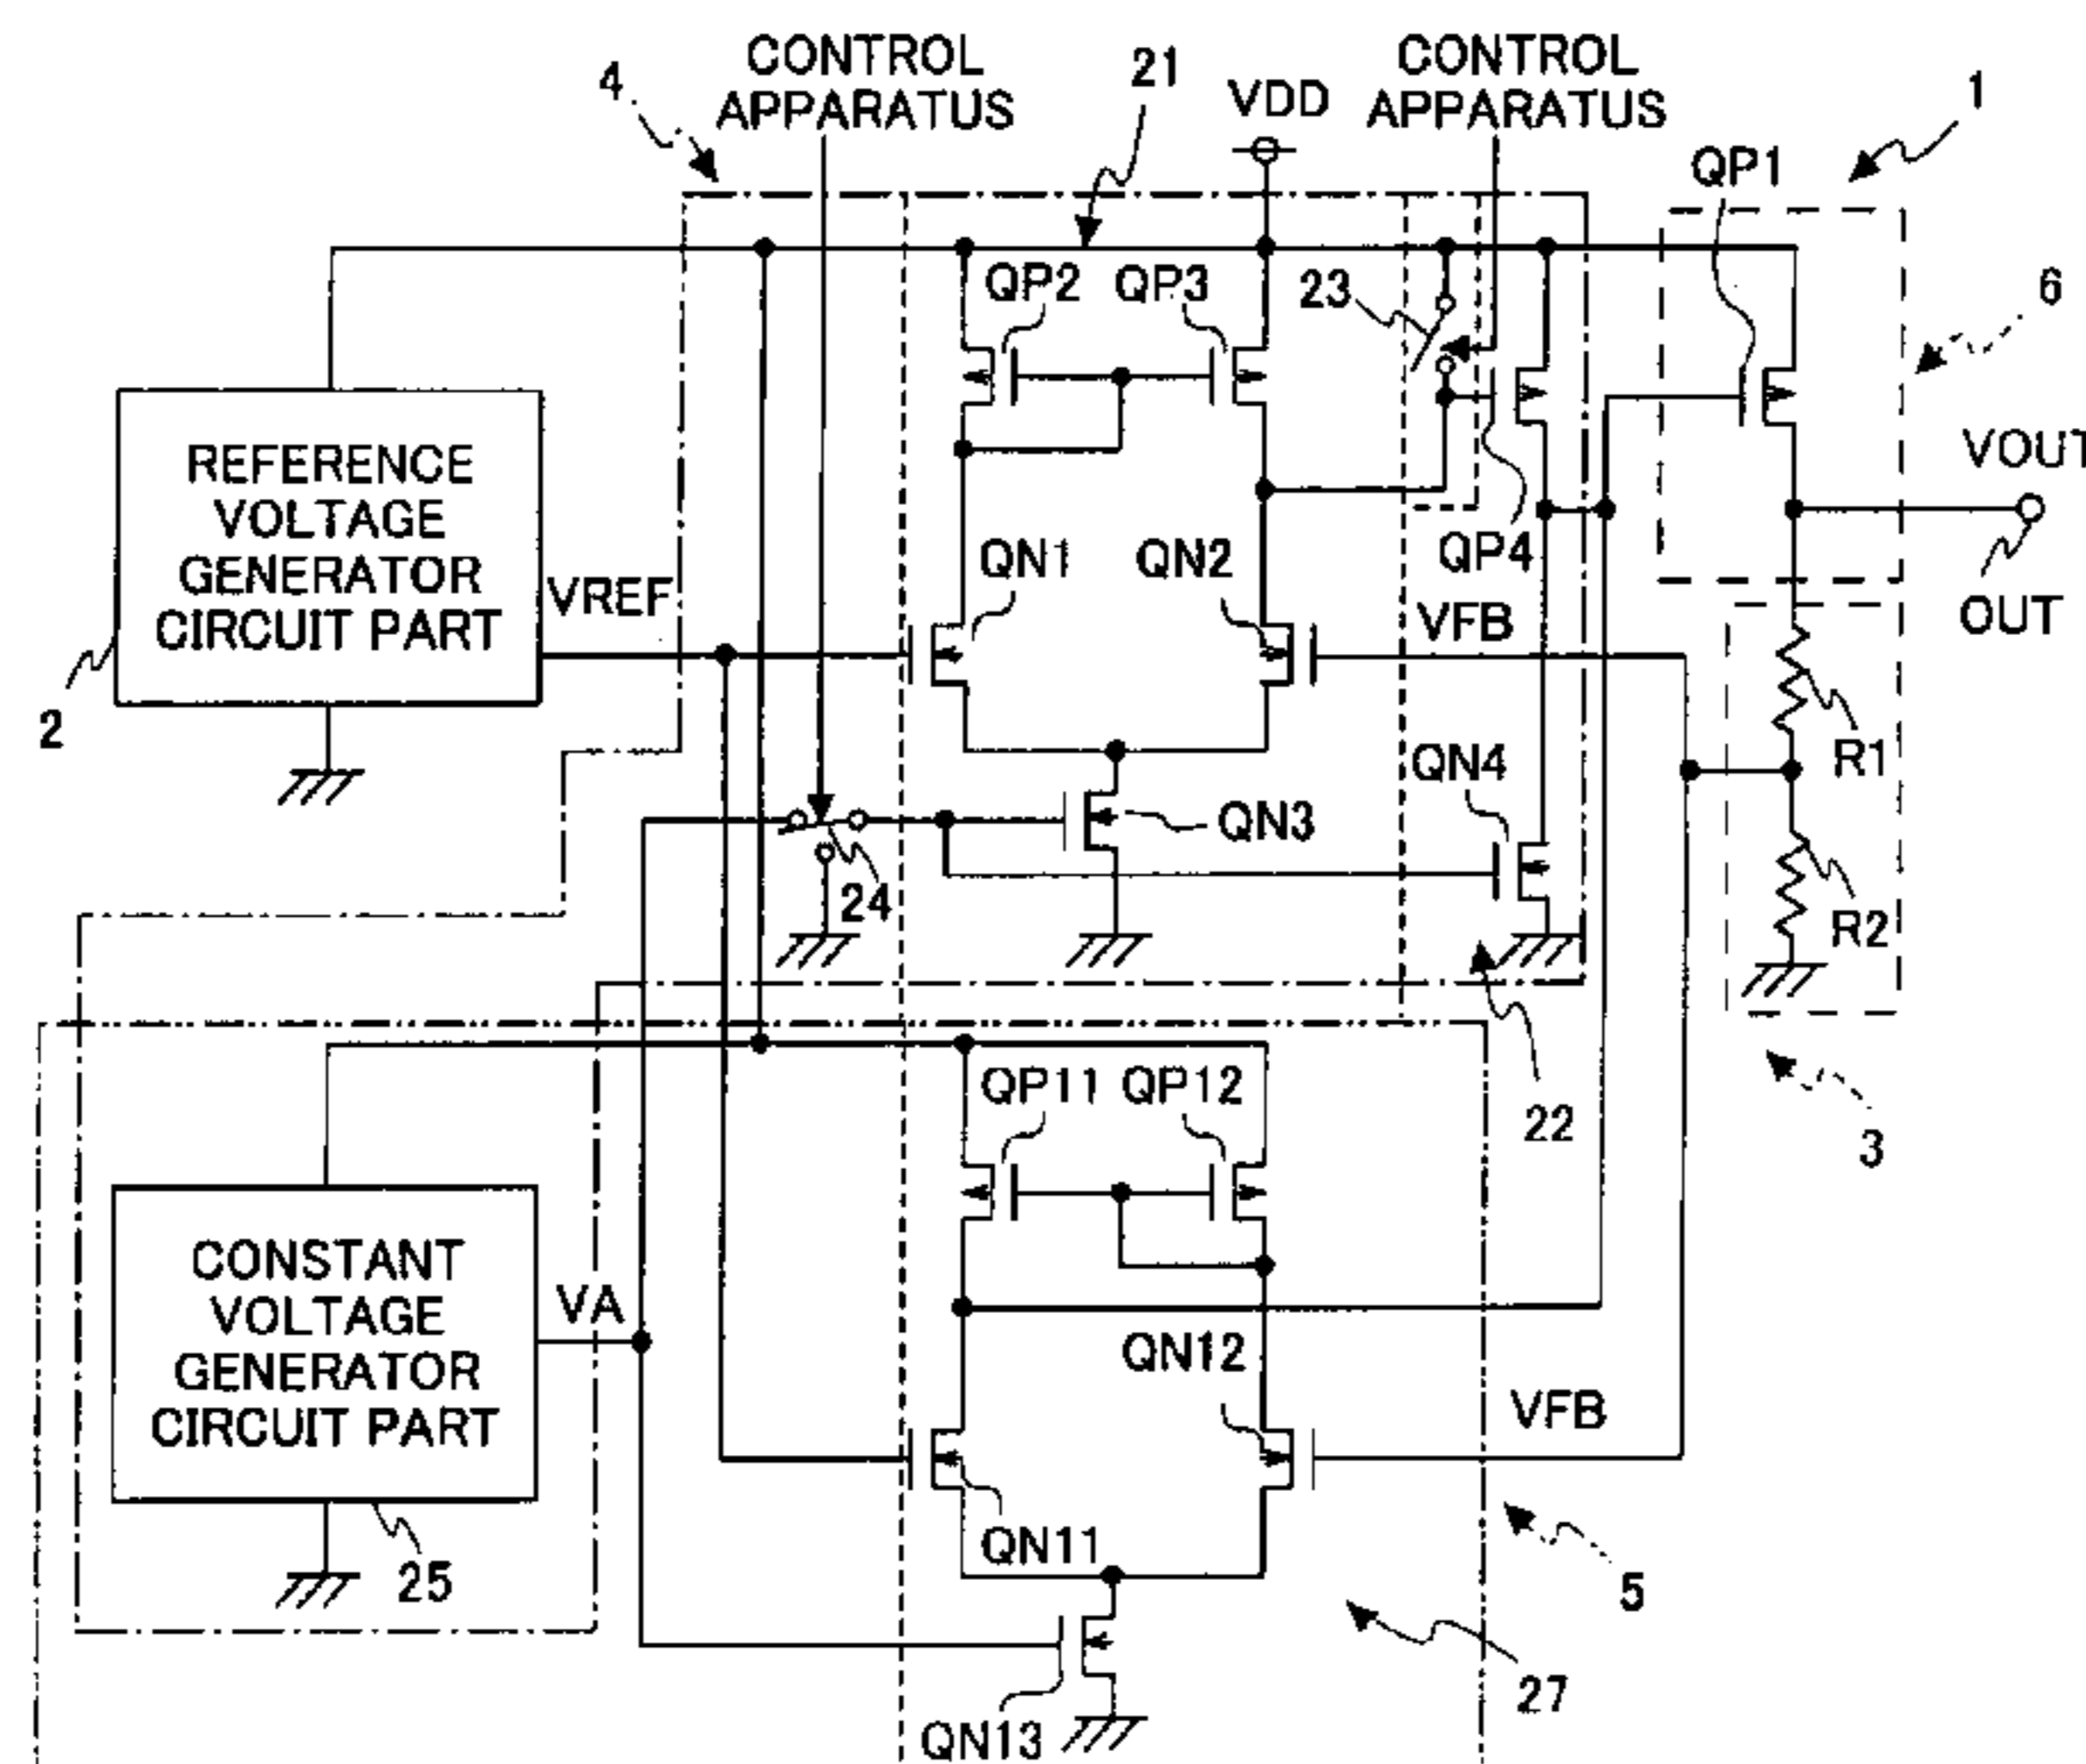 CONTROL
APPARATUS
CONTROL
APPARATUS
4
21
VDD
1
QP1
QP2
QP3
23
6
REFERENCE
VOLTAGE
GENERATOR
CIRCUIT PART
VOUT
QN1
QN2
QP4
VREF
VFB
OUT
2
R1
QN4
QN3
24
R2
QP11
QP12
22
3
CONSTANT
VOLTAGE
GENERATOR
CIRCUIT PART
VA
QN12
VFB
QN11
25
5
27
QN13